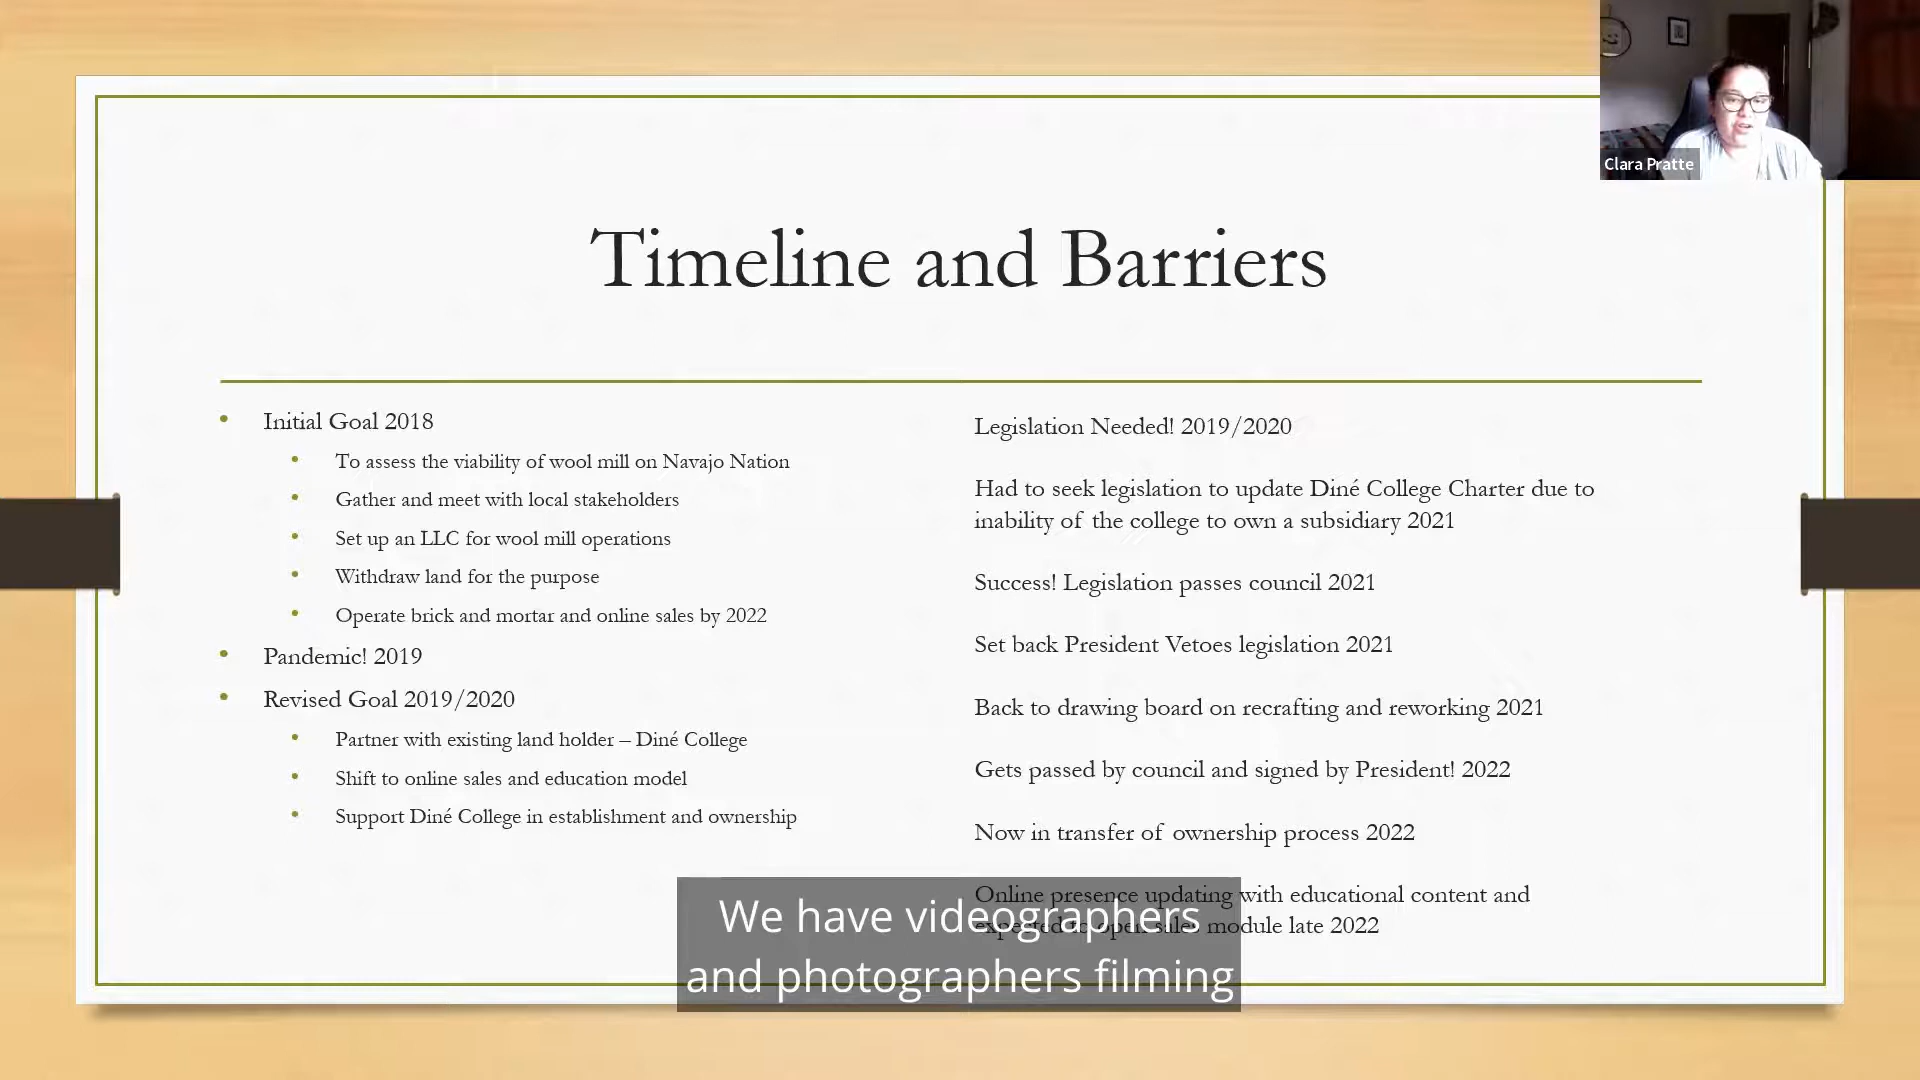 Clara Pratte
Timeline and Barriers
Initial Goal 2018
To assess the viability of wool mill on Navajo Nation
Gather and meet with local stakeholders
Set up an LLC for wool mill operations
Withdraw land for the purpose
Operate brick and mortar and online sales by 2022
Pandemic! 2019
Revised Goal 2019/2020
Partner with existing land holder – Diné College
Shift to online sales and education model
Support Diné College in establishment and ownership
Legislation Needed! 2019/2020
Had to seek legislation to update Diné College Charter due to
inability of the college to own a subsidiary 2021
Success! Legislation passes council 2021
Set back President Vetoes legislation 2021
Back to drawing board on recrafting and reworking 2021
Gets passed by council and signed by President! 2022
Now in transfer of ownership process 2022
Online presence updating with educational content and
expected to open sales module late 2022
We have videographers
and photographers filming